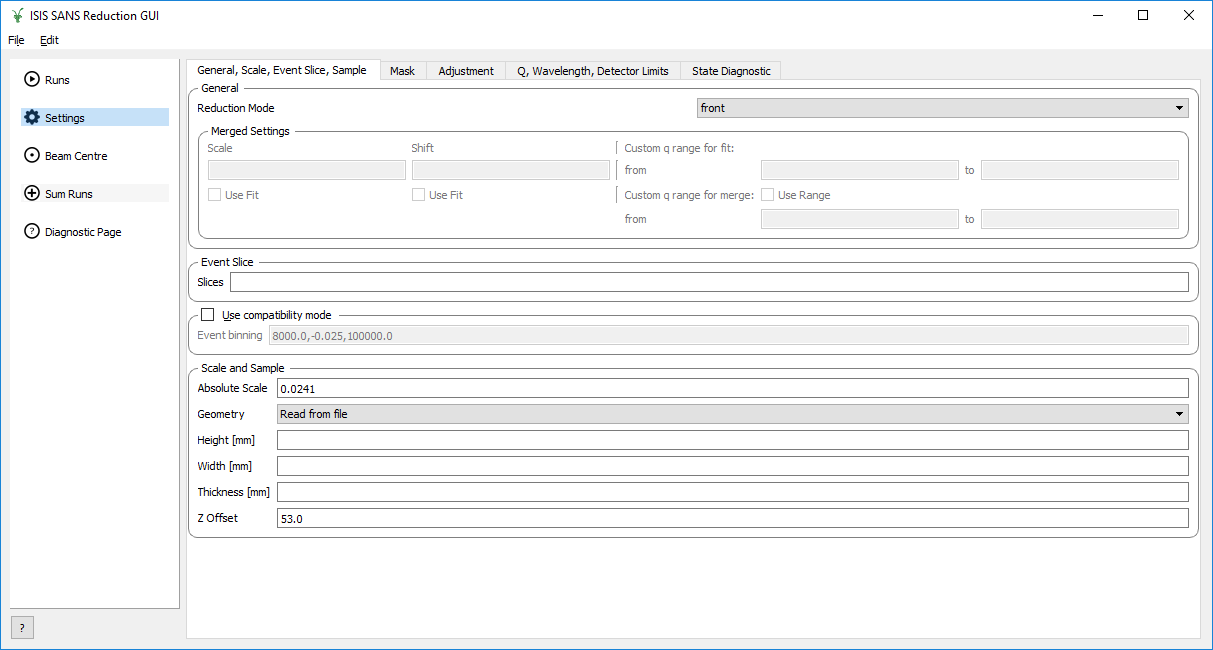 ISIS SANS Reduction GUI
File Edit
Runs
Settings
Beam Centre
Sum Runs
? Diagnostic Page
?
General, Scale, Event Slice, Sample Mask Adjustment Q, Wavelength, Detector Limits State Diagnostic
General
Reduction Mode front
Merged Settings
Scale Shift Custom q range for fit:
from to
Use Fit Use Fit Custom q range for merge: Use Range
from to
Event Slice
Slices
Use compatibility mode
Event binning 8000.0,-0.025,100000.0
Scale and Sample
Absolute Scale 0.0241
Geometry Read from file
Height [mm]
Width [mm]
Thickness [mm]
Z Offset 53.0